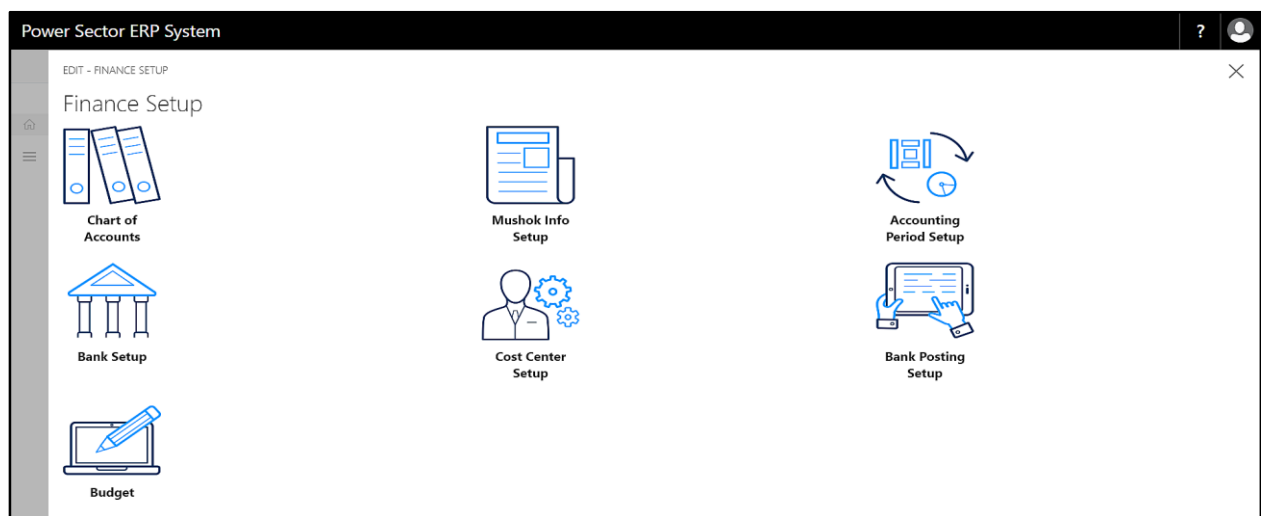 Power Sector ERP System ?
EDIT - FINANCE SETUP
Finance Setup
Chart of
Accounts
Mushok Info
Setup
Accounting
Period Setup
Bank Setup
Cost Center
Setup
Bank Posting
Setup
Budget